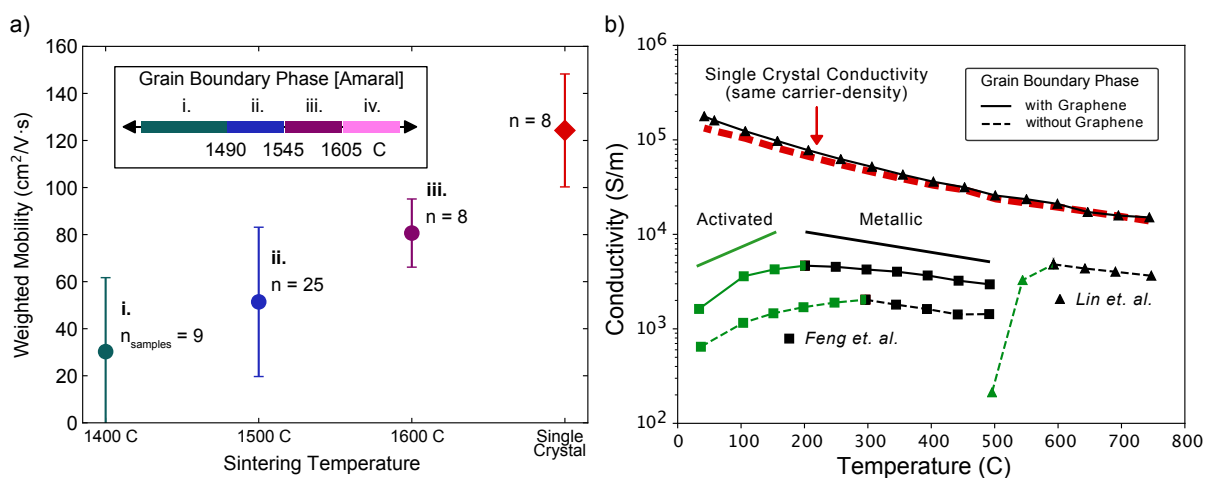 a)
160
140
120
100
80
60
40
20
0
Weighted Mobility (cm²/V·s)
Grain Boundary Phase [Amaral]
i. ii. iii. iv.
1490 1545 1605 C
i.
n_samples = 9
ii.
n = 25
iii.
n = 8
n = 8
1400 C 1500 C 1600 C Single
Crystal
Sintering Temperature
b)
10⁶
10⁵
10⁴
10³
10²
Conductivity (S/m)
Single Crystal Conductivity
(same carrier-density)
Grain Boundary Phase
with Graphene
without Graphene
Activated
Metallic
Feng et. al.
Lin et. al.
0 100 200 300 400 500 600 700 800
Temperature (C)